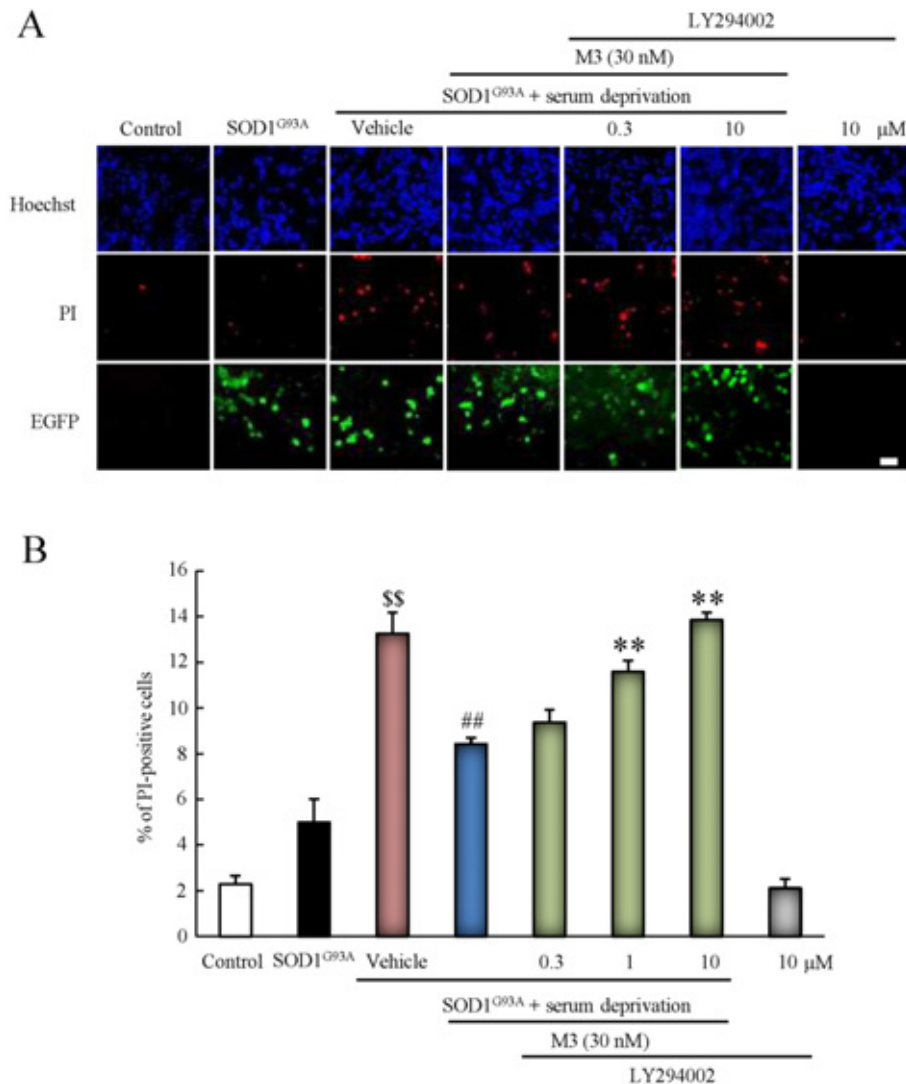 A
LY294002
M3 (30 nM)
SOD1G93A + serum deprivation
Control SOD1G93A Vehicle 0.3 10 10 μM
Hoechst
PI
EGFP
B
% of PI-positive cells
16
14
12
10
8
6
4
2
0
$$
##
**
**
Control SOD1G93A Vehicle 0.3 1 10 10 μM
SOD1G93A + serum deprivation
M3 (30 nM)
LY294002